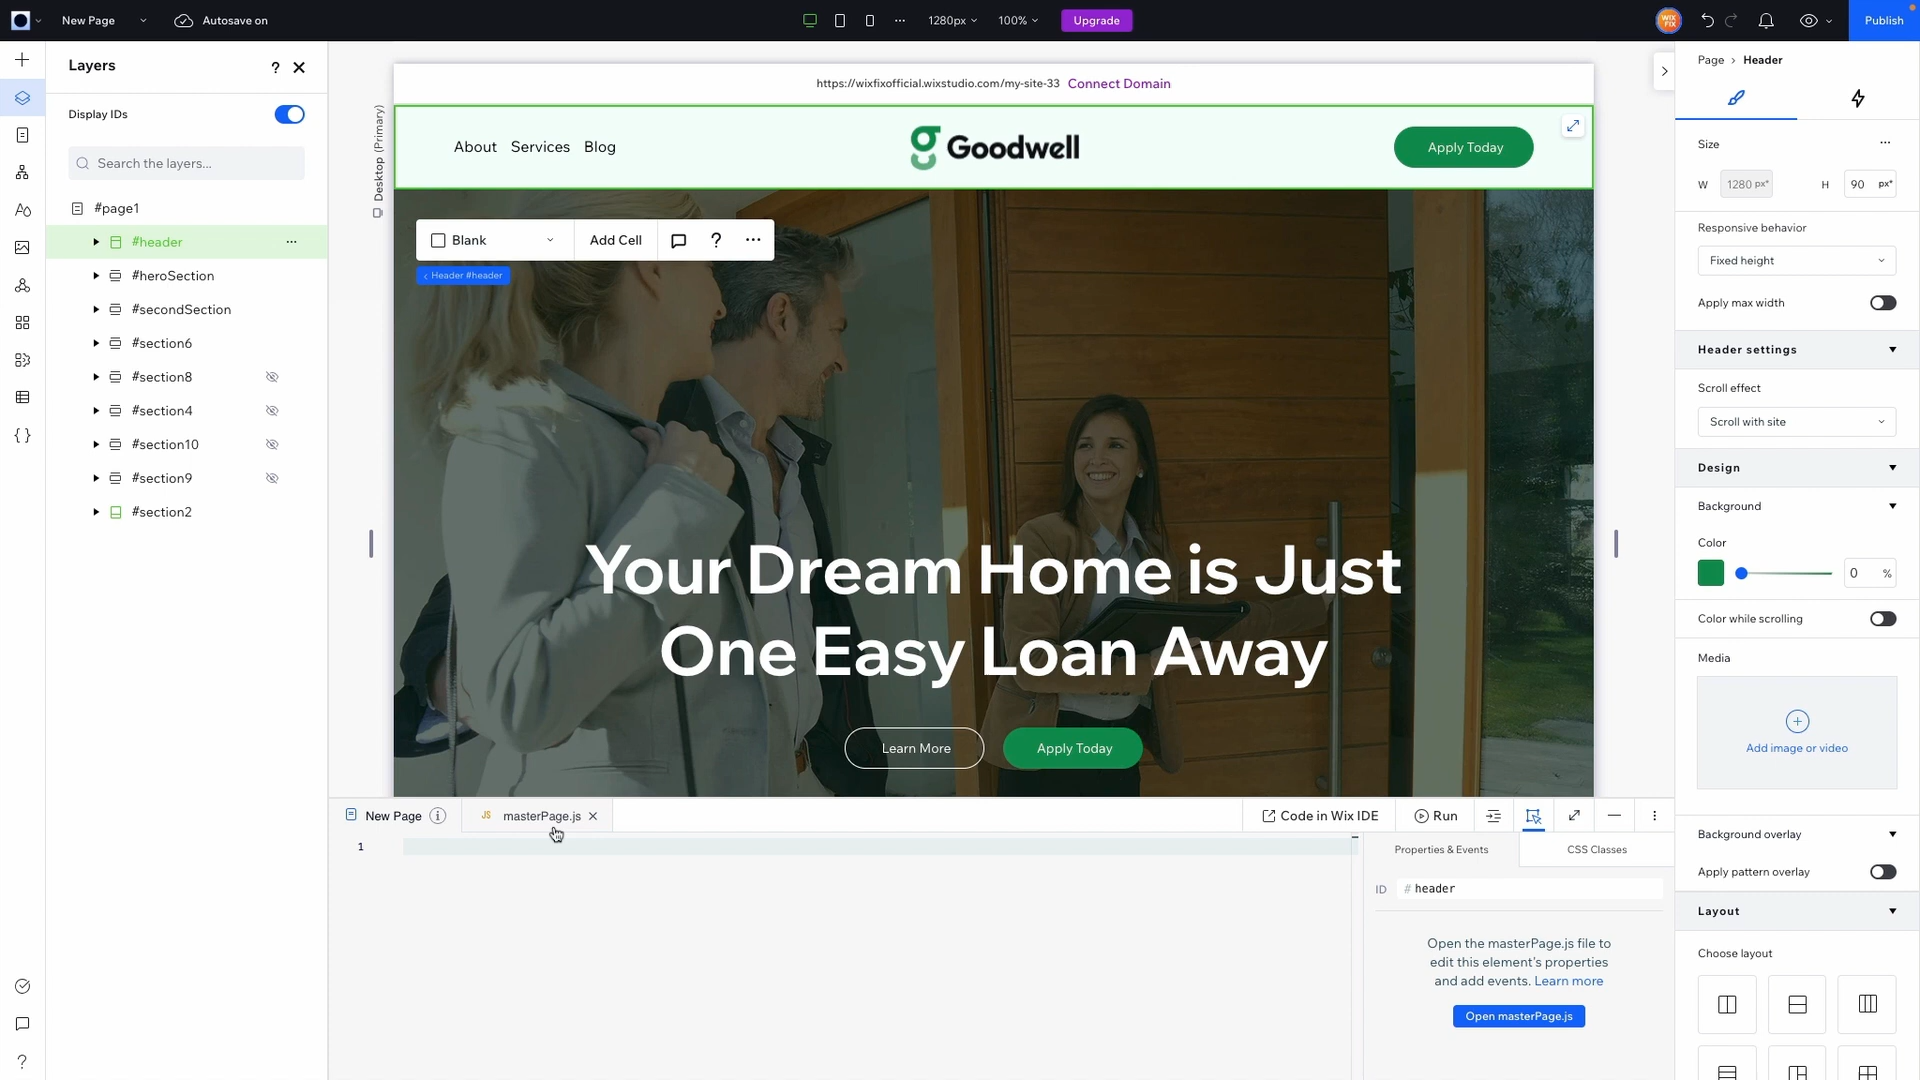 New Page
Autosave on
1280px
100%
Upgrade
WIX
FIX
Publish
Layers
?
Display IDs
Search the layers...
#page1
#header
#heroSection
#secondSection
#section6
#section8
#section4
#section10
#section9
#section2
Desktop (Primary)
https://wixfixofficial.wixstudio.com/my-site-33 Connect Domain
About Services Blog
Goodwell
Apply Today
Blank
Add Cell
?
Header #header
Your Dream Home is Just
One Easy Loan Away
Learn More
Apply Today
New Page
JS masterPage.js
Code in Wix IDE
Run
1
Properties & Events
CSS Classes
ID # header
Open the masterPage.js file to
edit this element's properties
and add events. Learn more
Open masterPage.js
Page > Header
Size
W 1280 px*
H 90 px*
Responsive behavior
Fixed height
Apply max width
Header settings
Scroll effect
Scroll with site
Design
Background
Color
0 %
Color while scrolling
Media
Add image or video
Background overlay
Apply pattern overlay
Layout
Choose layout
?